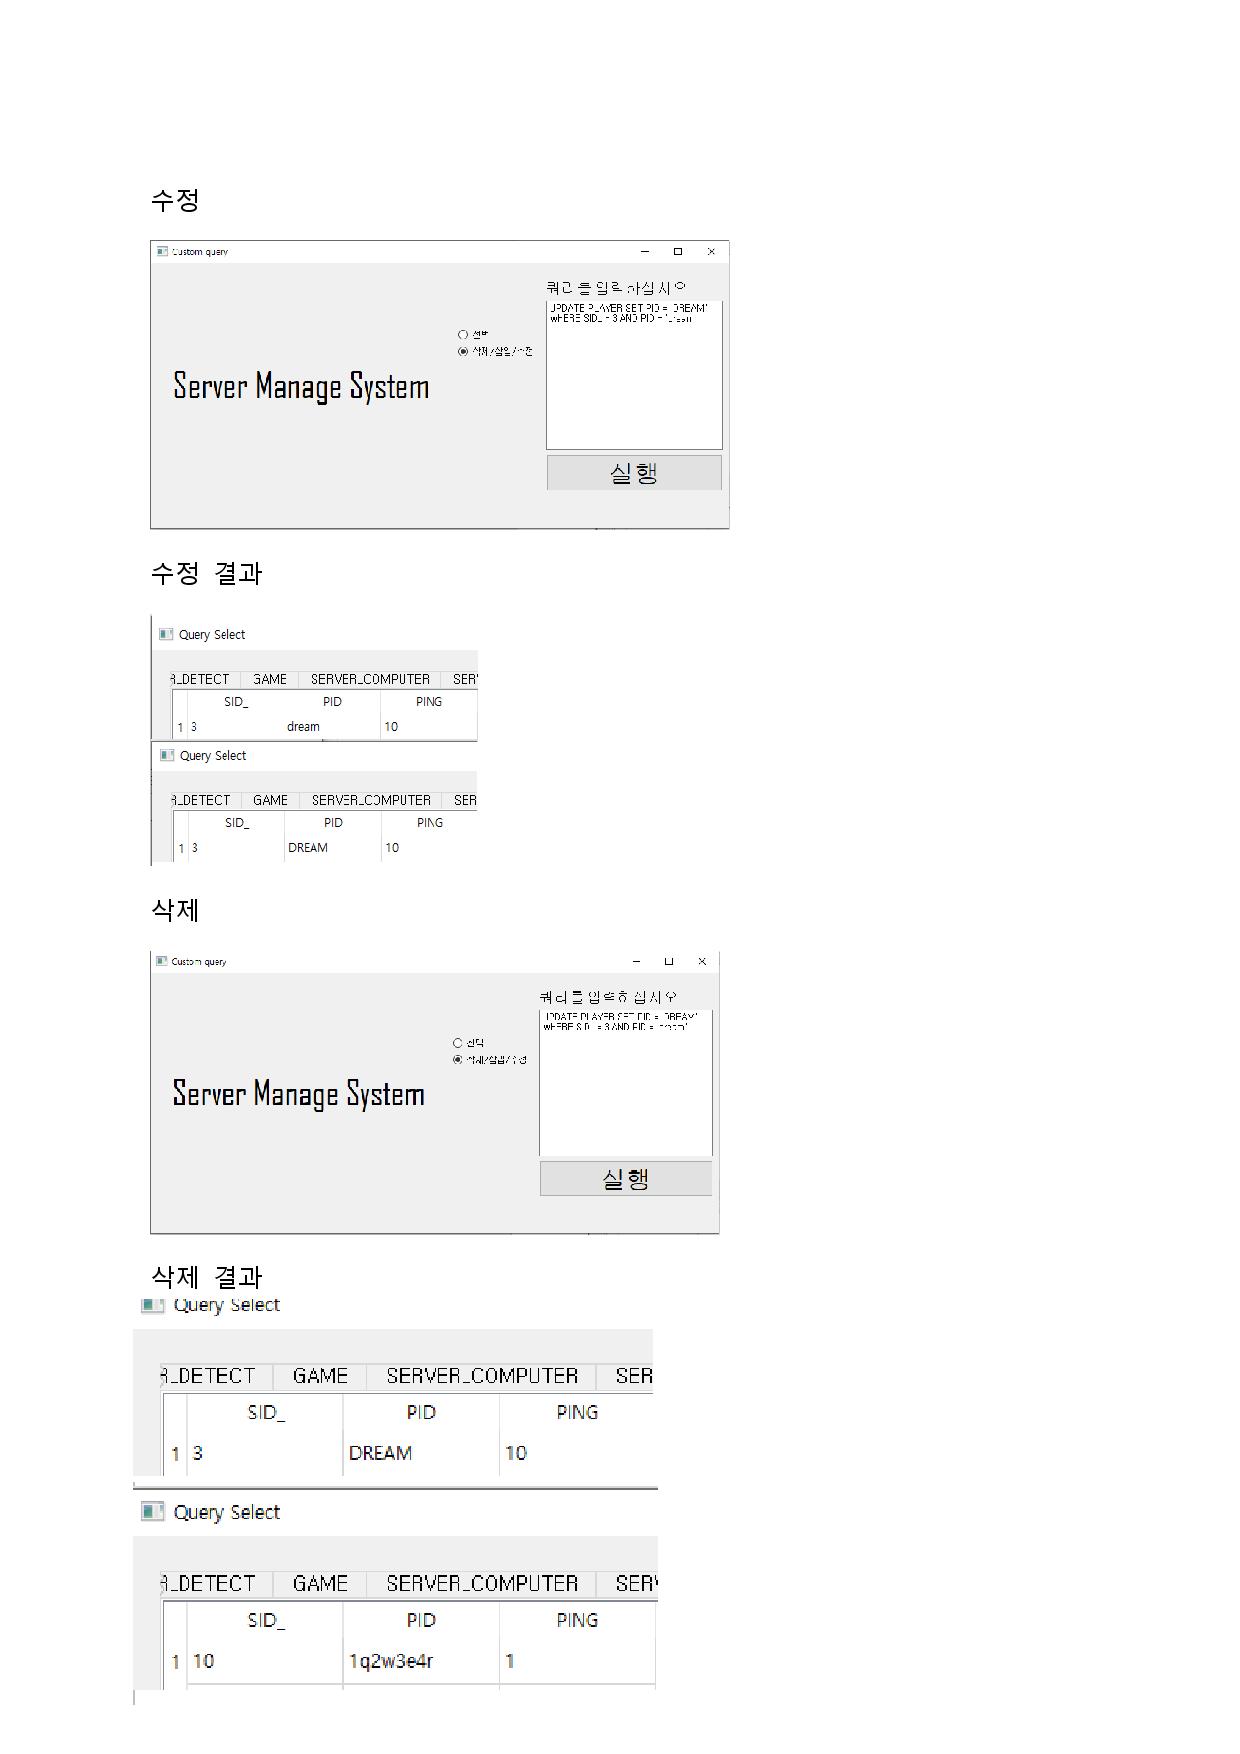 수정
Custom query
쿼리를 입력하십시오
UPDATE PLAYER SET PID = 'DREAM'
wHERE SID_ = 3 AND PID = 'dream'
삭제/삽입/수정
Server Manage System
실행
수정 결과
Query Select
R_DETECT GAME SERVER_COMPUTER SER
SID_ PID PING
1 3 dream 10
Query Select
R_DETECT GAME SERVER_COMPUTER SER
SID_ PID PING
1 3 DREAM 10
삭제
Custom query
쿼리를 입력하십시오
UPDATE PLAYER SET PID = 'DREAM'
wHERE SID_ = 3 AND PID = 'dream'
선택
삭제/삽입/수정
Server Manage System
실행
삭제 결과
Query Select
R_DETECT GAME SERVER_COMPUTER SER
SID_ PID PING
1 3 DREAM 10
Query Select
R_DETECT GAME SERVER_COMPUTER SERV
SID_ PID PING
1 10 1q2w3e4r 1